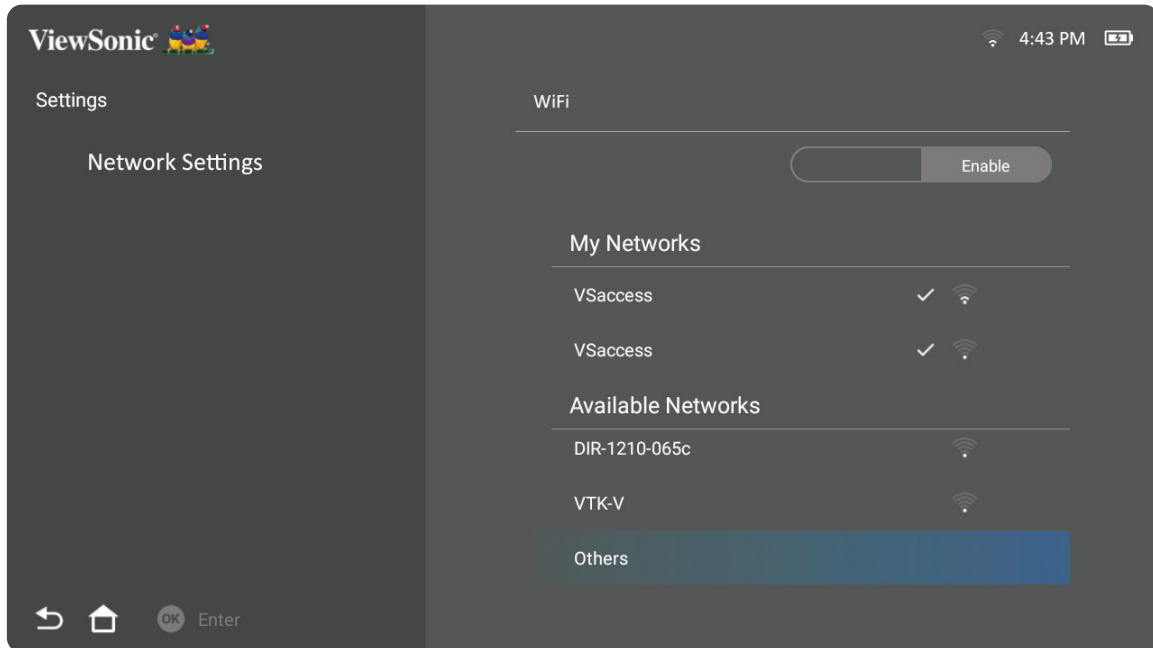 ViewSonic
4:43 PM
Settings
Network Settings
WiFi
Enable
My Networks
VSaccess
VSaccess
Available Networks
DIR-1210-065c
VTK-V
Others
OK Enter